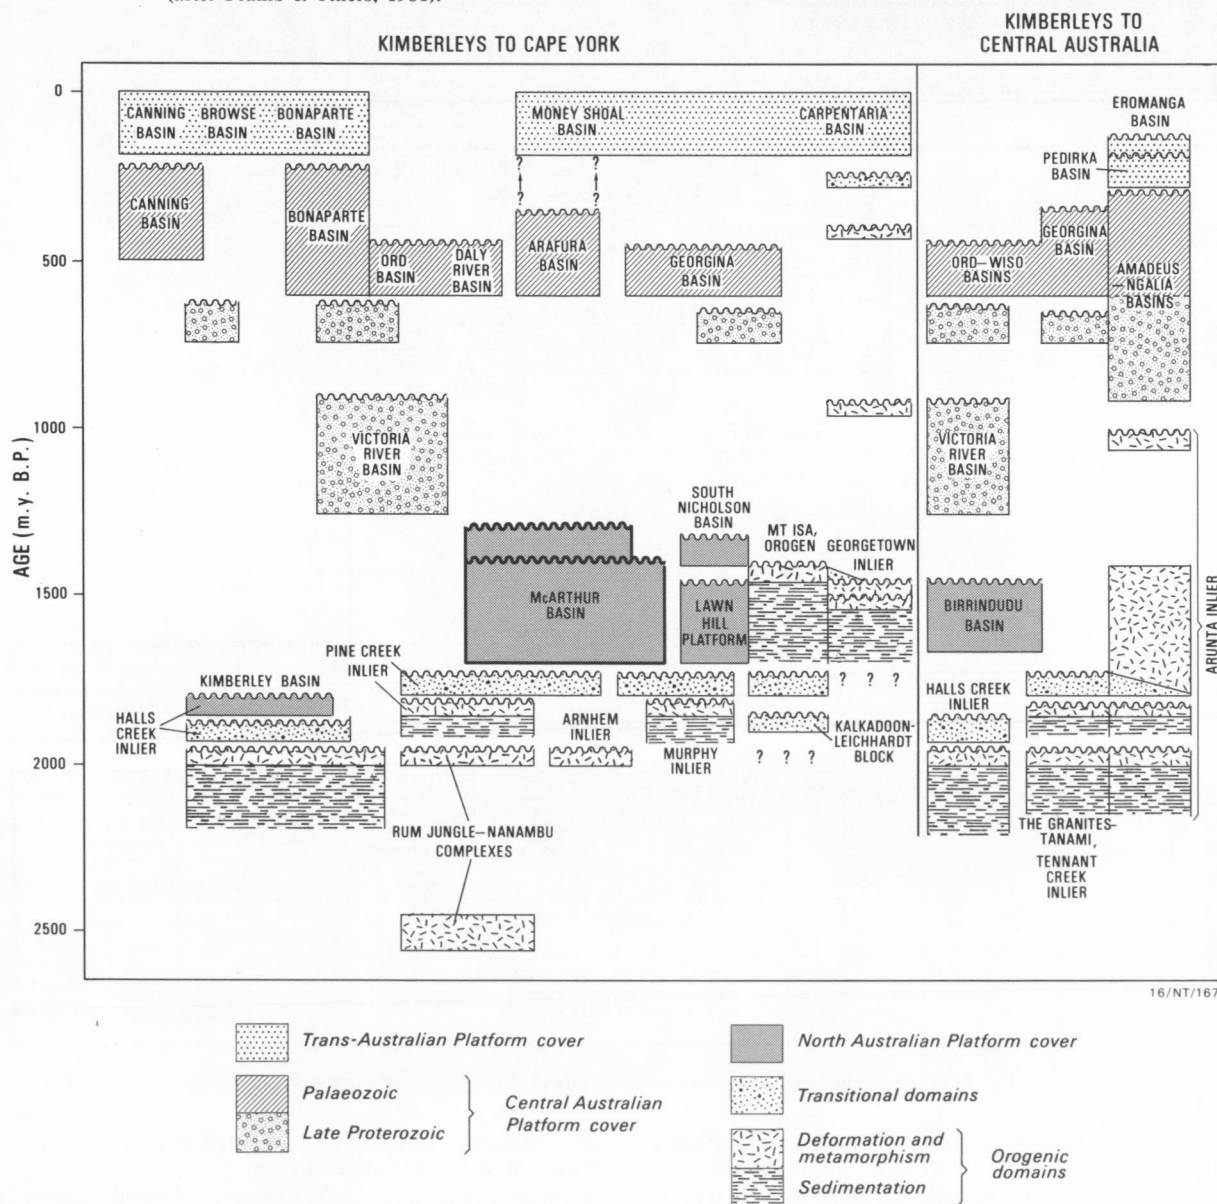 KIMBERLEYS TO CAPE YORK
KIMBERLEYS TO
CENTRAL AUSTRALIA
AGE (m.y. B.P.)
0
500
1000
1500
2000
2500
CANNING
BASIN
BROWSE
BASIN
BONAPARTE
BASIN
MONEY SHOAL
BASIN
CARPENTARIA
BASIN
EROMANGA
BASIN
PEDIRKA
BASIN
CANNING
BASIN
BONAPARTE
BASIN
ORD
BASIN
DALY
RIVER
BASIN
? ?
? ?
ARAFURA
BASIN
GEORGINA
BASIN
ORD–WISO
BASINS
GEORGINA
BASIN
AMADEUS
–NGALIA
BASINS
VICTORIA
RIVER
BASIN
VICTORIA
RIVER
BASIN
SOUTH
NICHOLSON
BASIN
MT ISA,
OROGEN
GEORGETOWN
INLIER
McARTHUR
BASIN
LAWN
HILL
PLATFORM
BIRRINDUDU
BASIN
ARUNTA INLIER
PINE CREEK
INLIER
KIMBERLEY BASIN
HALLS
CREEK
INLIER
ARNHEM
INLIER
MURPHY
INLIER
? ? ?
KALKADOON-
LEICHHARDT
BLOCK
? ? ?
HALLS CREEK
INLIER
RUM JUNGLE–NANAMBU
COMPLEXES
THE GRANITES-
TANAMI,
TENNANT
CREEK
INLIER
16/NT/167
Trans-Australian Platform cover
Palaeozoic
Late Proterozoic
Central Australian
Platform cover
North Australian Platform cover
Transitional domains
Deformation and
metamorphism
Sedimentation
Orogenic
domains